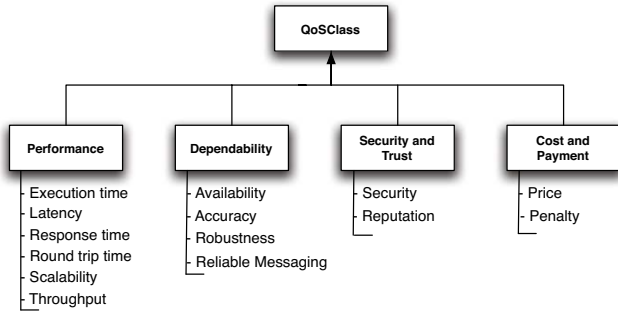 QoSClass
Performance
- Execution time
- Latency
- Response time
- Round trip time
- Scalability
- Throughput
Dependability
- Availability
- Accuracy
- Robustness
- Reliable Messaging
Security and
Trust
- Security
- Reputation
Cost and
Payment
- Price
- Penalty